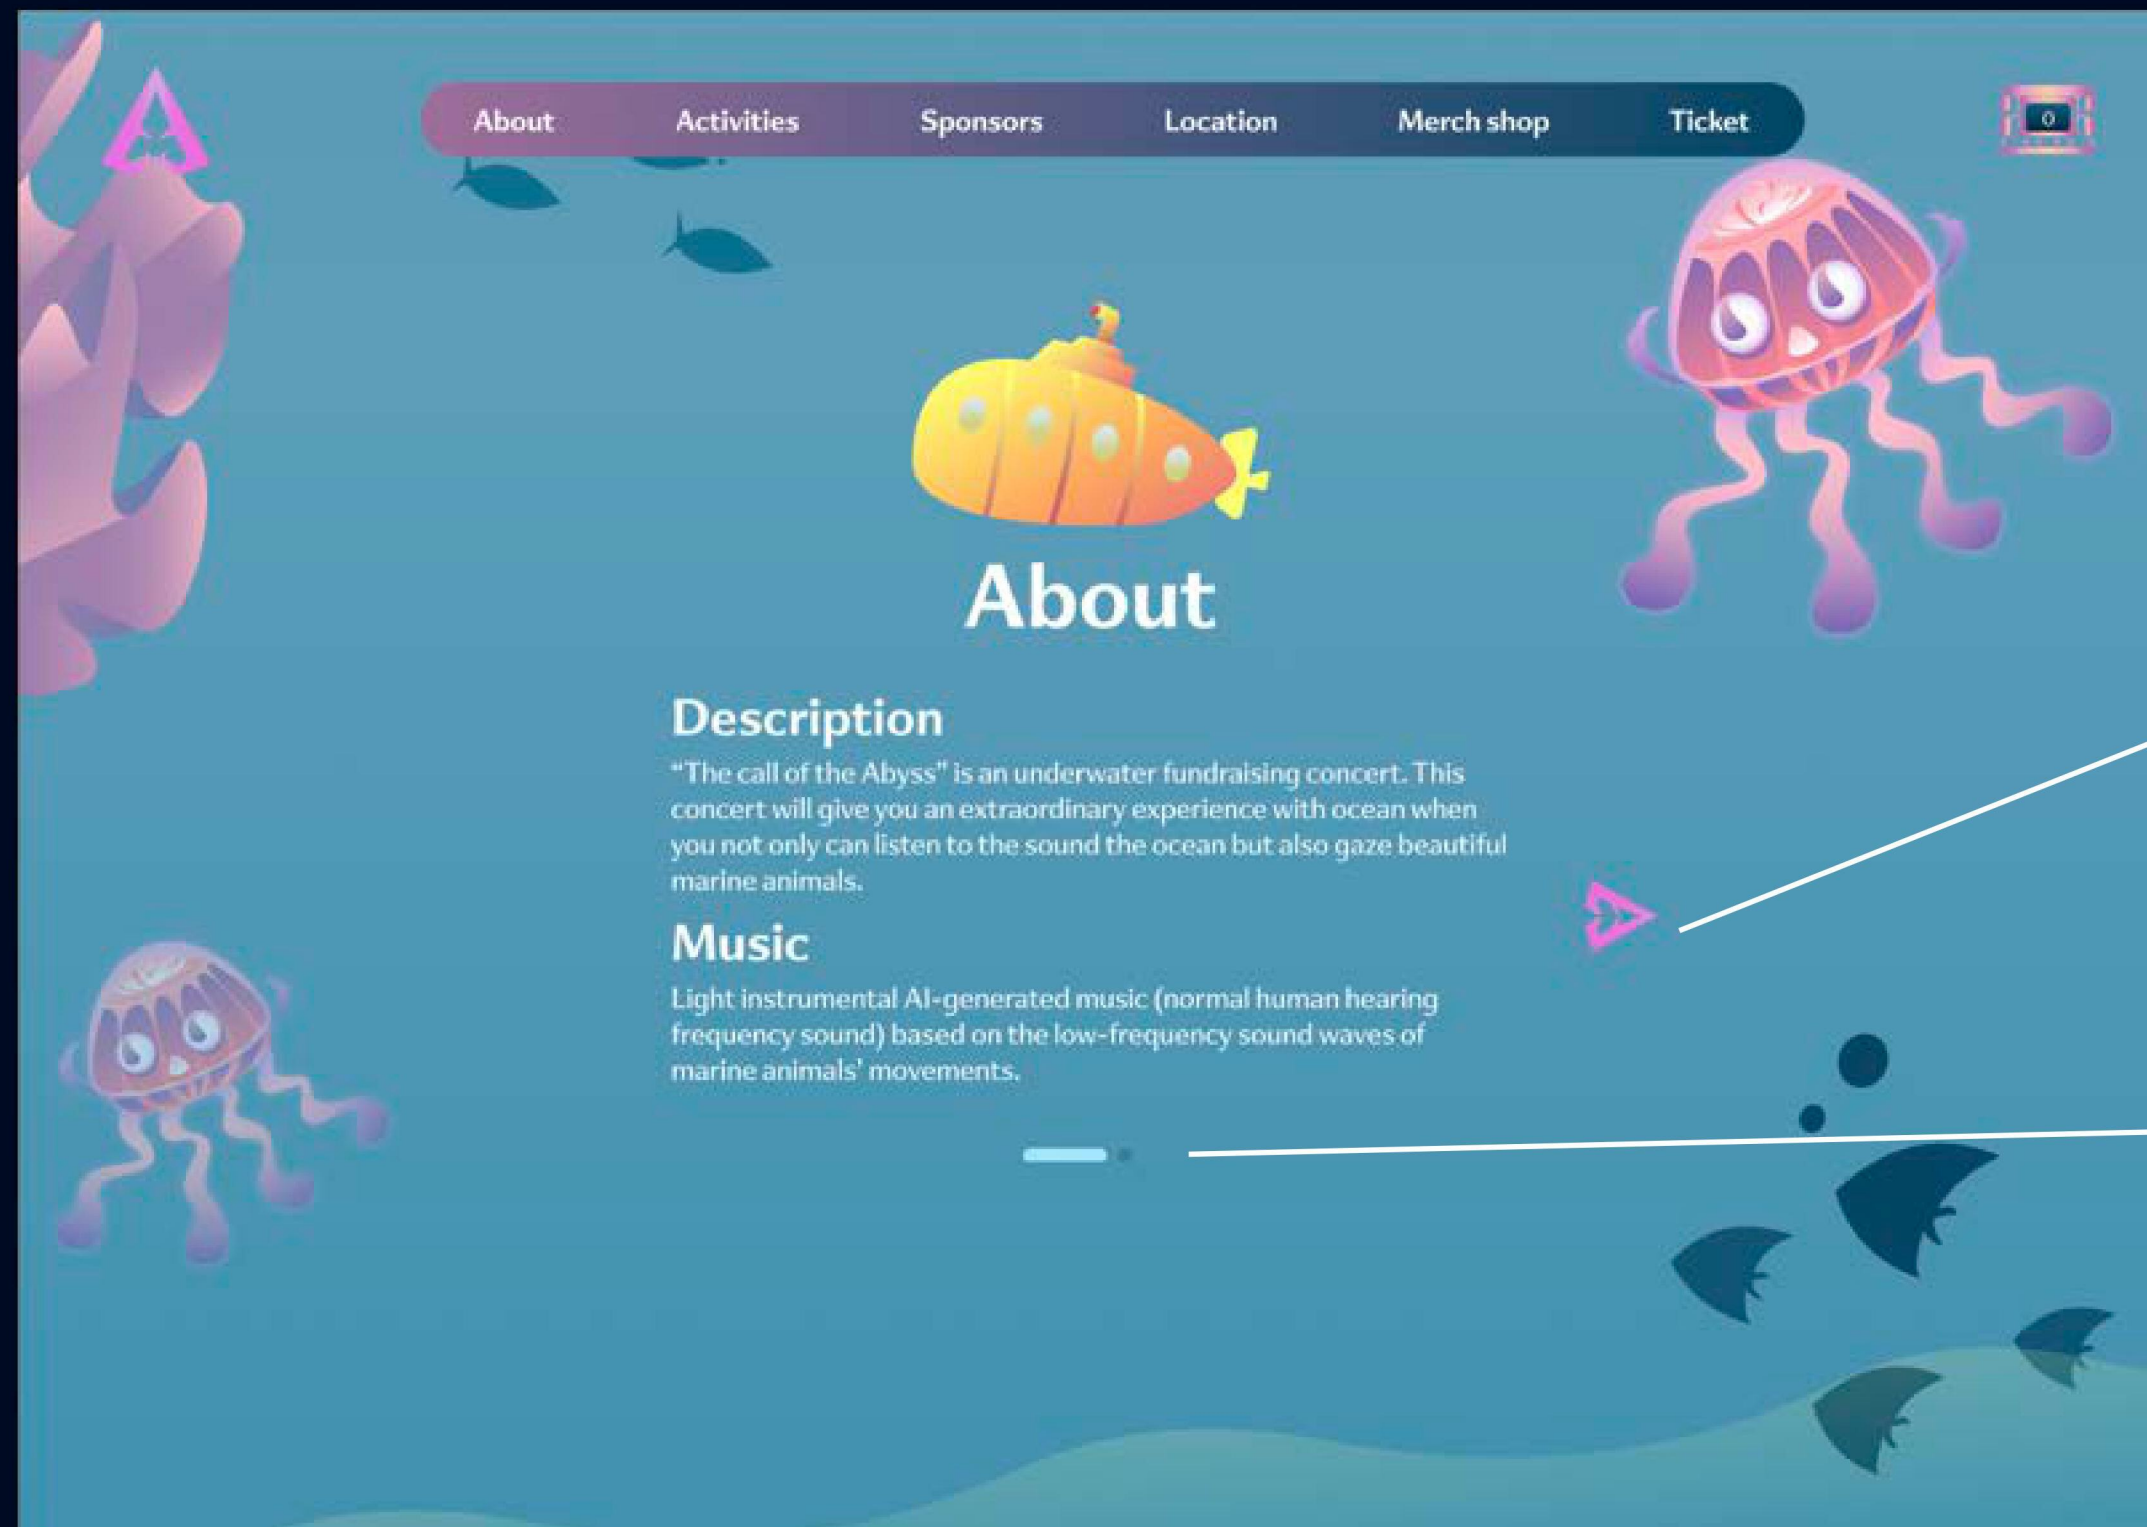 About Activities Sponsors Location Merch shop Ticket
0
About
Description
“The call of the Abyss” is an underwater fundraising concert. This
concert will give you an extraordinary experience with ocean when
you not only can listen to the sound the ocean but also gaze beautiful
marine animals.
Music
Light instrumental AI-generated music (normal human hearing
frequency sound) based on the low-frequency sound waves of
marine animals’ movements.